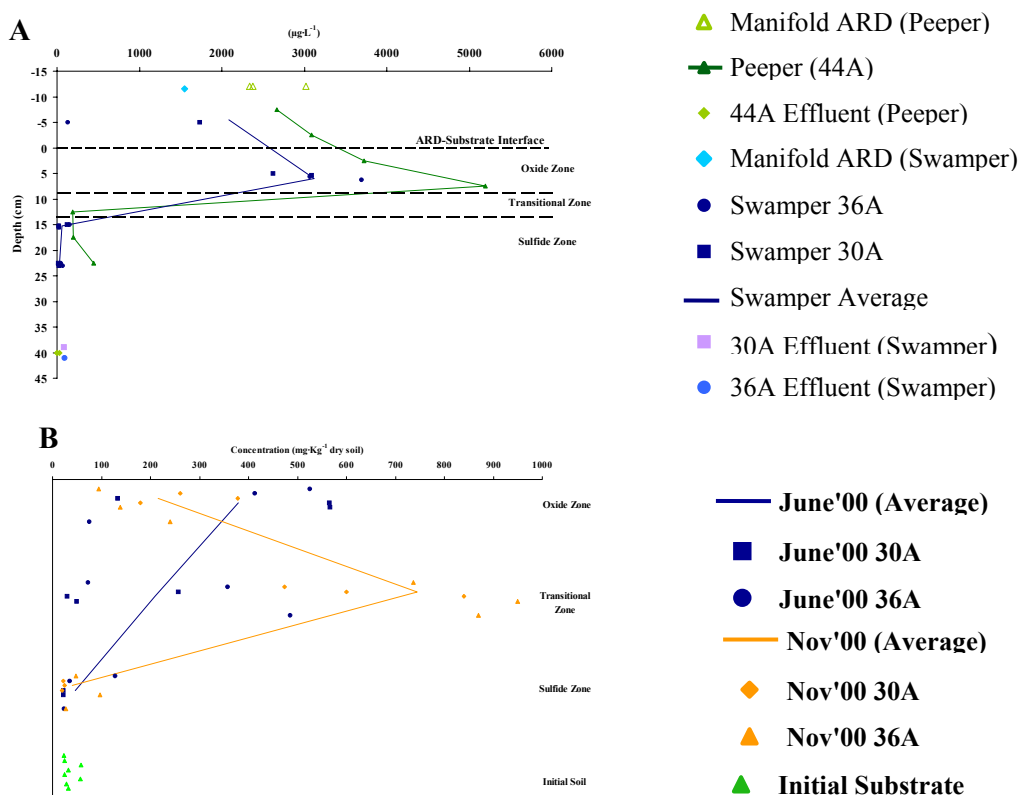 A
(µg·L⁻¹)
0 1000 2000 3000 4000 5000 6000
-15
-10
-5
0
5
10
15
20
25
30
35
40
45
Depth (cm)
ARD-Substrate Interface
Oxide Zone
Transitional Zone
Sulfide Zone
Manifold ARD (Peeper)
Peeper (44A)
44A Effluent (Peeper)
Manifold ARD (Swamper)
Swamper 36A
Swamper 30A
Swamper Average
30A Effluent (Swamper)
36A Effluent (Swamper)
B
Concentration (mg·Kg⁻¹ dry soil)
0 100 200 300 400 500 600 700 800 900 1000
Oxide Zone
Transitional
Zone
Sulfide Zone
Initial Soil
June'00 (Average)
June'00 30A
June'00 36A
Nov'00 (Average)
Nov'00 30A
Nov'00 36A
Initial Substrate